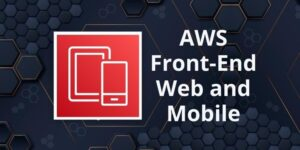 AWS
Front-End
Web and
Mobile